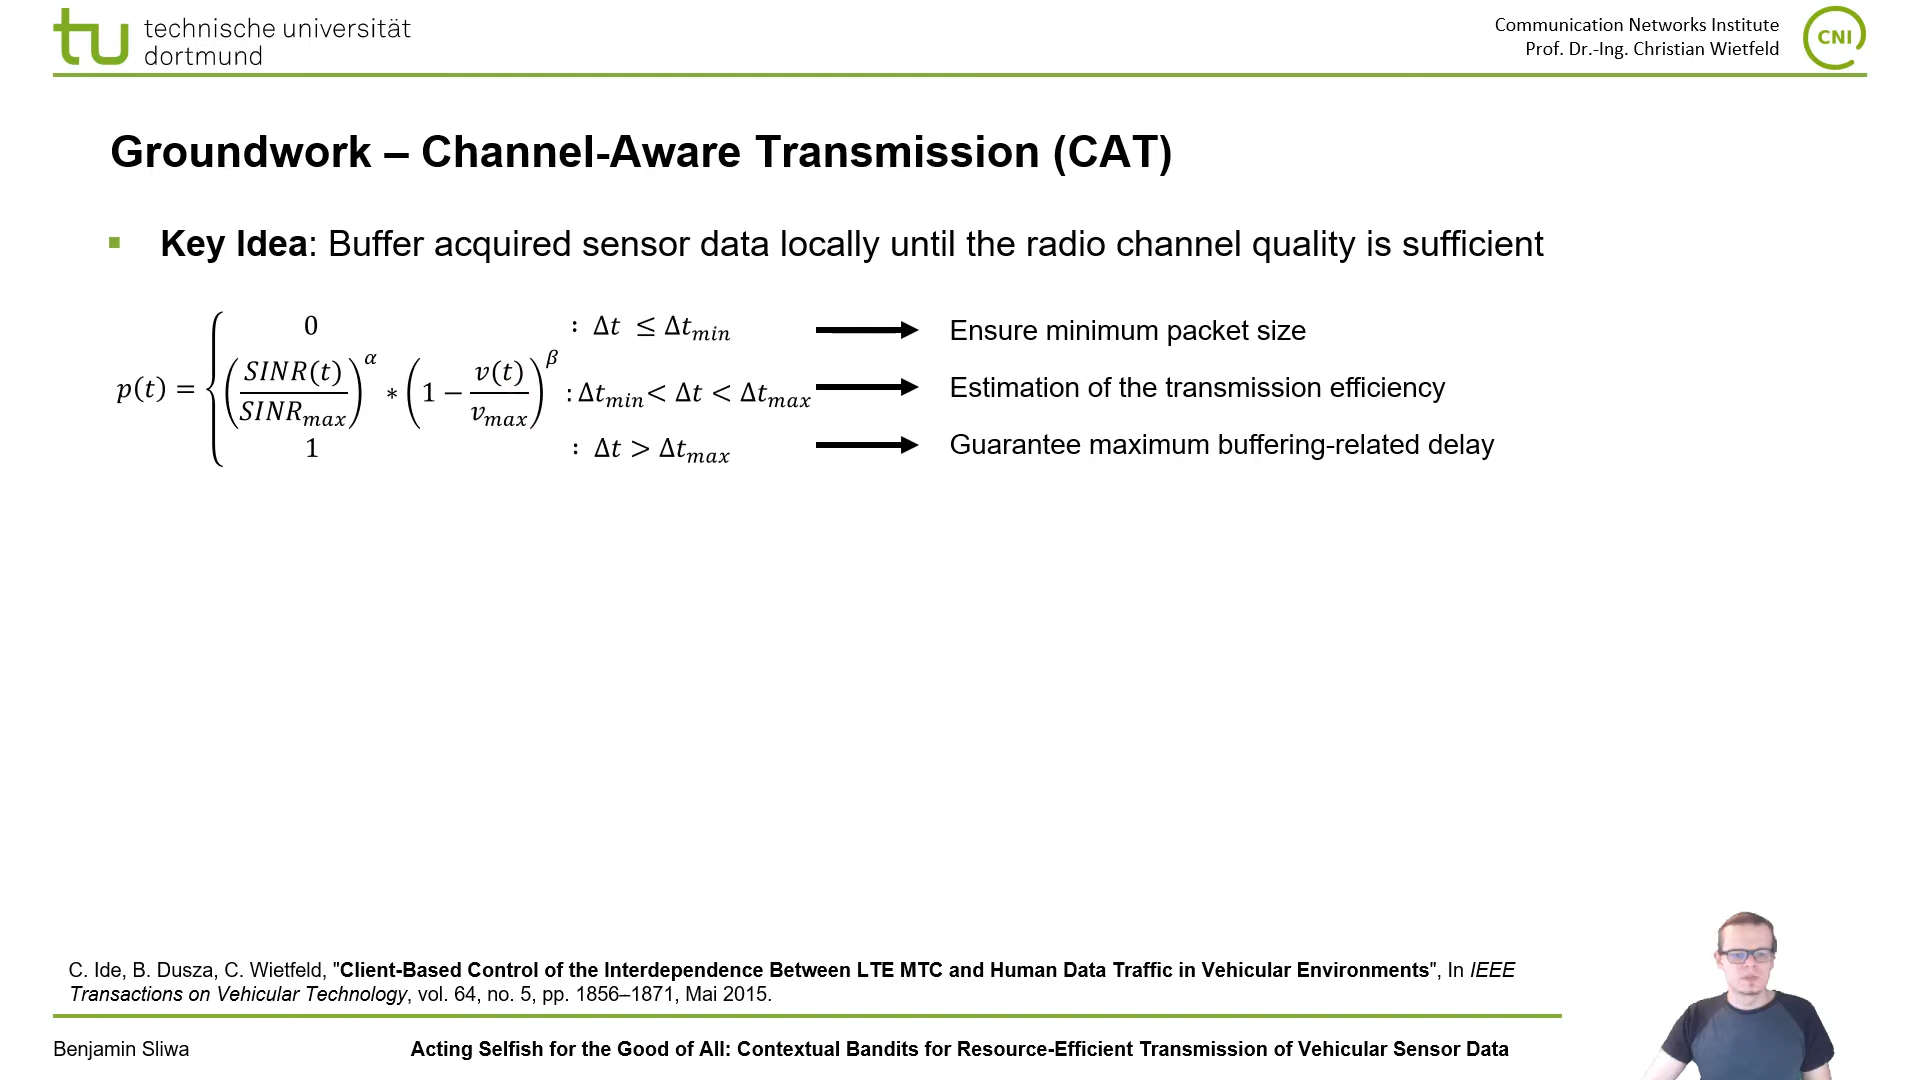 technische universität
dortmund
Communication Networks Institute
Prof. Dr.-Ing. Christian Wietfeld
CNI
Groundwork – Channel-Aware Transmission (CAT)
▪ Key Idea: Buffer acquired sensor data locally until the radio channel quality is sufficient
p(t) = { 0 : Δt ≤ Δt_min → Ensure minimum packet size
(SINR(t)/SINR_max)^α * (1 − v(t)/v_max)^β : Δt_min < Δt < Δt_max → Estimation of the transmission efficiency
1 : Δt > Δt_max → Guarantee maximum buffering-related delay
C. Ide, B. Dusza, C. Wietfeld, "Client-Based Control of the Interdependence Between LTE MTC and Human Data Traffic in Vehicular Environments", In IEEE
Transactions on Vehicular Technology, vol. 64, no. 5, pp. 1856–1871, Mai 2015.
Benjamin Sliwa
Acting Selfish for the Good of All: Contextual Bandits for Resource-Efficient Transmission of Vehicular Sensor Data